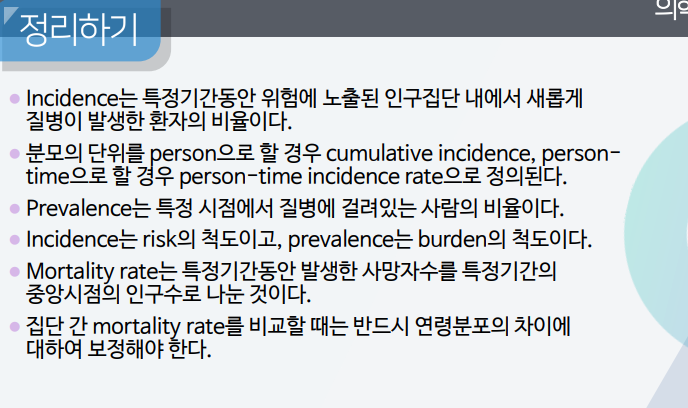 의약
정리하기
Incidence는 특정기간동안 위험에 노출된 인구집단 내에서 새롭게
질병이 발생한 환자의 비율이다.
분모의 단위를 person으로 할 경우 cumulative incidence, person-
time으로 할 경우 person-time incidence rate으로 정의된다.
Prevalence는 특정 시점에서 질병에 걸려있는 사람의 비율이다.
Incidence는 risk의 척도이고, prevalence는 burden의 척도이다.
Mortality rate는 특정기간동안 발생한 사망자수를 특정기간의
중앙시점의 인구수로 나눈 것이다.
집단 간 mortality rate를 비교할 때는 반드시 연령분포의 차이에
대하여 보정해야 한다.